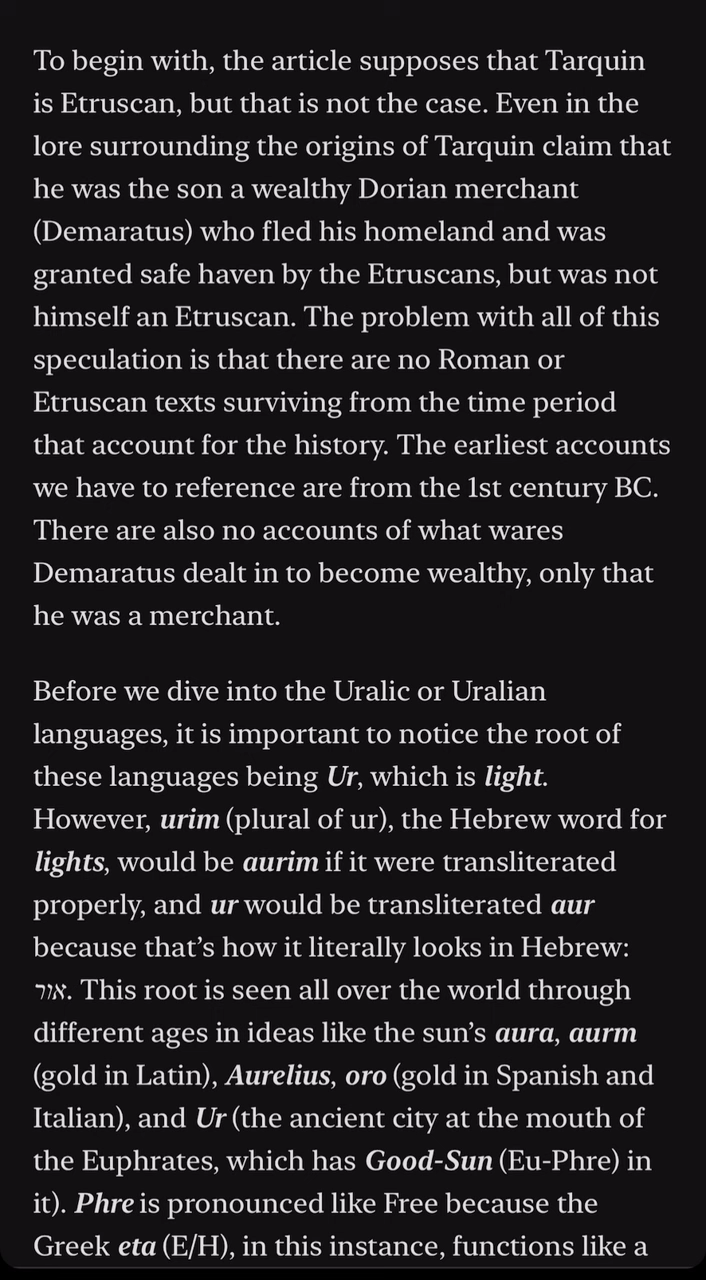 To begin with, the article supposes that Tarquin
is Etruscan, but that is not the case. Even in the
lore surrounding the origins of Tarquin claim that
he was the son a wealthy Dorian merchant
(Demaratus) who fled his homeland and was
granted safe haven by the Etruscans, but was not
himself an Etruscan. The problem with all of this
speculation is that there are no Roman or
Etruscan texts surviving from the time period
that account for the history. The earliest accounts
we have to reference are from the 1st century BC.
There are also no accounts of what wares
Demaratus dealt in to become wealthy, only that
he was a merchant.
Before we dive into the Uralic or Uralian
languages, it is important to notice the root of
these languages being Ur, which is light.
However, urim (plural of ur), the Hebrew word for
lights, would be aurim if it were transliterated
properly, and ur would be transliterated aur
because that’s how it literally looks in Hebrew:
אור. This root is seen all over the world through
different ages in ideas like the sun’s aura, aurm
(gold in Latin), Aurelius, oro (gold in Spanish and
Italian), and Ur (the ancient city at the mouth of
the Euphrates, which has Good-Sun (Eu-Phre) in
it). Phre is pronounced like Free because the
Greek eta (E/H), in this instance, functions like a